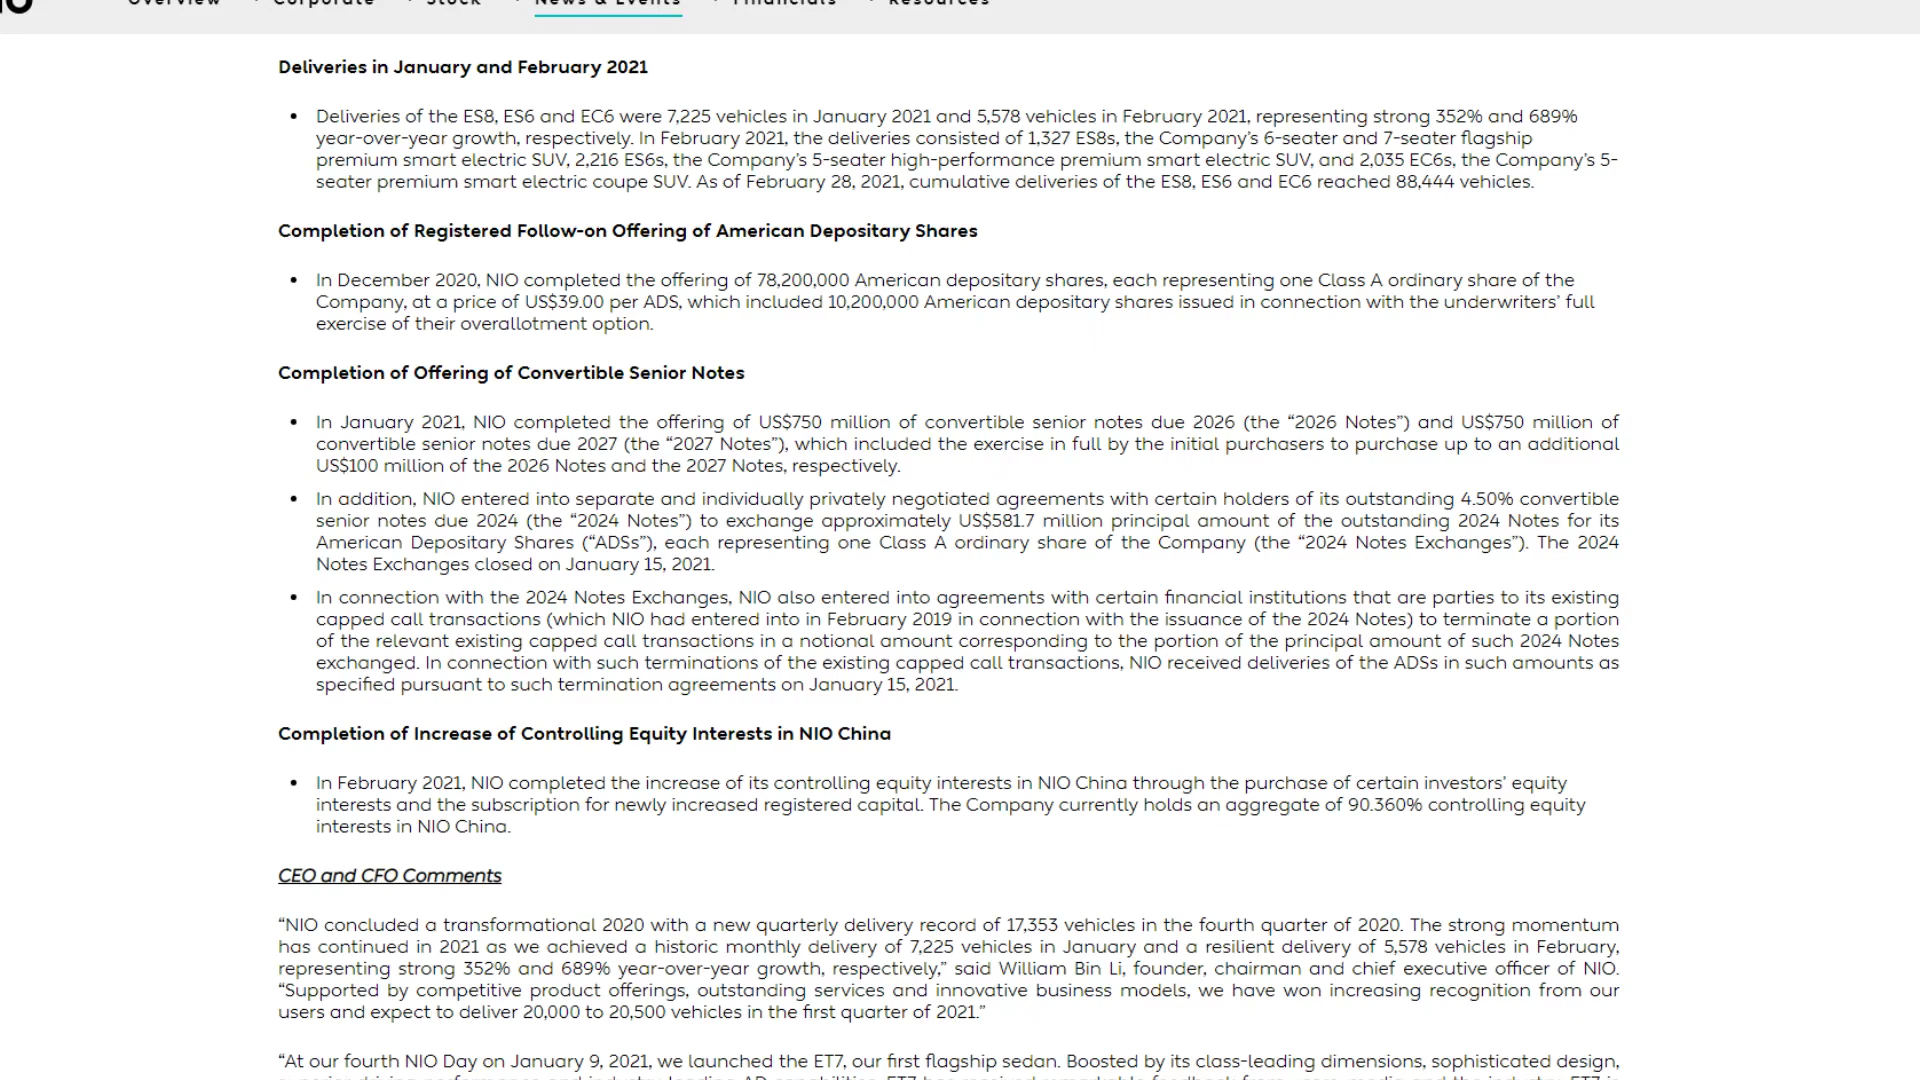 Overview Corporate Stock News & Events Financials Resources
Deliveries in January and February 2021
• Deliveries of the ES8, ES6 and EC6 were 7,225 vehicles in January 2021 and 5,578 vehicles in February 2021, representing strong 352% and 689%
year-over-year growth, respectively. In February 2021, the deliveries consisted of 1,327 ES8s, the Company’s 6-seater and 7-seater flagship
premium smart electric SUV, 2,216 ES6s, the Company’s 5-seater high-performance premium smart electric SUV, and 2,035 EC6s, the Company’s 5-
seater premium smart electric coupe SUV. As of February 28, 2021, cumulative deliveries of the ES8, ES6 and EC6 reached 88,444 vehicles.
Completion of Registered Follow-on Offering of American Depositary Shares
• In December 2020, NIO completed the offering of 78,200,000 American depositary shares, each representing one Class A ordinary share of the
Company, at a price of US$39.00 per ADS, which included 10,200,000 American depositary shares issued in connection with the underwriters’ full
exercise of their overallotment option.
Completion of Offering of Convertible Senior Notes
• In January 2021, NIO completed the offering of US$750 million of convertible senior notes due 2026 (the “2026 Notes”) and US$750 million of
convertible senior notes due 2027 (the “2027 Notes”), which included the exercise in full by the initial purchasers to purchase up to an additional
US$100 million of the 2026 Notes and the 2027 Notes, respectively.
• In addition, NIO entered into separate and individually privately negotiated agreements with certain holders of its outstanding 4.50% convertible
senior notes due 2024 (the “2024 Notes”) to exchange approximately US$581.7 million principal amount of the outstanding 2024 Notes for its
American Depositary Shares (“ADSs”), each representing one Class A ordinary share of the Company (the “2024 Notes Exchanges”). The 2024
Notes Exchanges closed on January 15, 2021.
• In connection with the 2024 Notes Exchanges, NIO also entered into agreements with certain financial institutions that are parties to its existing
capped call transactions (which NIO had entered into in February 2019 in connection with the issuance of the 2024 Notes) to terminate a portion
of the relevant existing capped call transactions in a notional amount corresponding to the portion of the principal amount of such 2024 Notes
exchanged. In connection with such terminations of the existing capped call transactions, NIO received deliveries of the ADSs in such amounts as
specified pursuant to such termination agreements on January 15, 2021.
Completion of Increase of Controlling Equity Interests in NIO China
• In February 2021, NIO completed the increase of its controlling equity interests in NIO China through the purchase of certain investors’ equity
interests and the subscription for newly increased registered capital. The Company currently holds an aggregate of 90.360% controlling equity
interests in NIO China.
CEO and CFO Comments
“NIO concluded a transformational 2020 with a new quarterly delivery record of 17,353 vehicles in the fourth quarter of 2020. The strong momentum
has continued in 2021 as we achieved a historic monthly delivery of 7,225 vehicles in January and a resilient delivery of 5,578 vehicles in February,
representing strong 352% and 689% year-over-year growth, respectively,” said William Bin Li, founder, chairman and chief executive officer of NIO.
“Supported by competitive product offerings, outstanding services and innovative business models, we have won increasing recognition from our
users and expect to deliver 20,000 to 20,500 vehicles in the first quarter of 2021.”
“At our fourth NIO Day on January 9, 2021, we launched the ET7, our first flagship sedan. Boosted by its class-leading dimensions, sophisticated design,